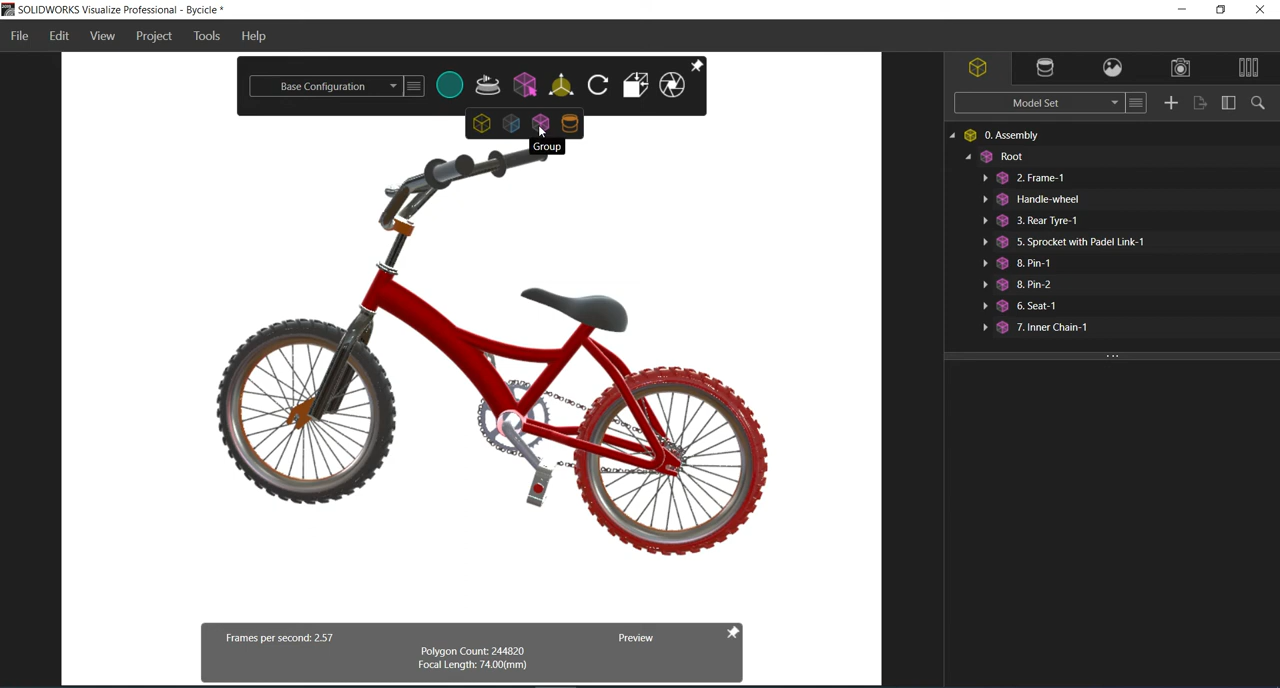 SOLIDWORKS Visualize Professional - Bycicle *
File Edit View Project Tools Help
Base Configuration
Group
Model Set
0. Assembly
Root
2. Frame-1
Handle-wheel
3. Rear Tyre-1
5. Sprocket with Padel Link-1
8. Pin-1
8. Pin-2
6. Seat-1
7. Inner Chain-1
Frames per second: 2.57
Preview
Polygon Count: 244820
Focal Length: 74.00(mm)